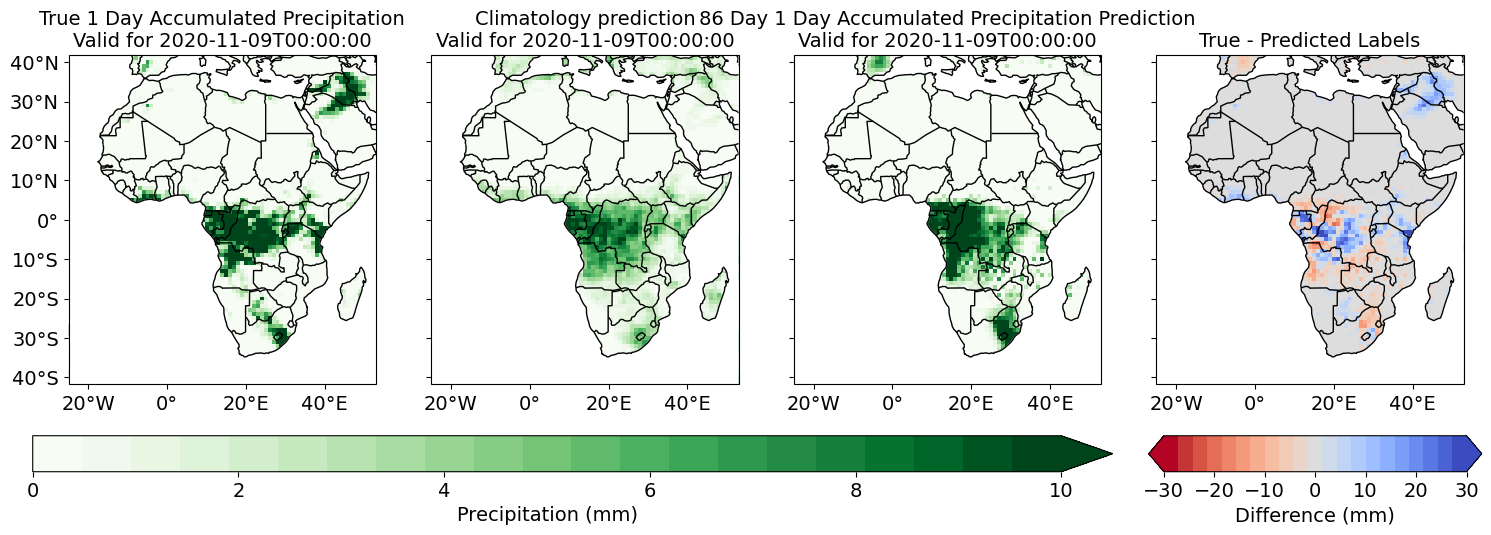 True 1 Day Accumulated Precipitation
Valid for 2020-11-09T00:00:00
Climatology prediction
Valid for 2020-11-09T00:00:00
86 Day 1 Day Accumulated Precipitation Prediction
Valid for 2020-11-09T00:00:00
True - Predicted Labels
40°N
30°N
20°N
10°N
0°
10°S
20°S
30°S
40°S
20°W 0° 20°E 40°E
20°W 0° 20°E 40°E
20°W 0° 20°E 40°E
20°W 0° 20°E 40°E
0 2 4 6 8 10
Precipitation (mm)
−30 −20 −10 0 10 20 30
Difference (mm)